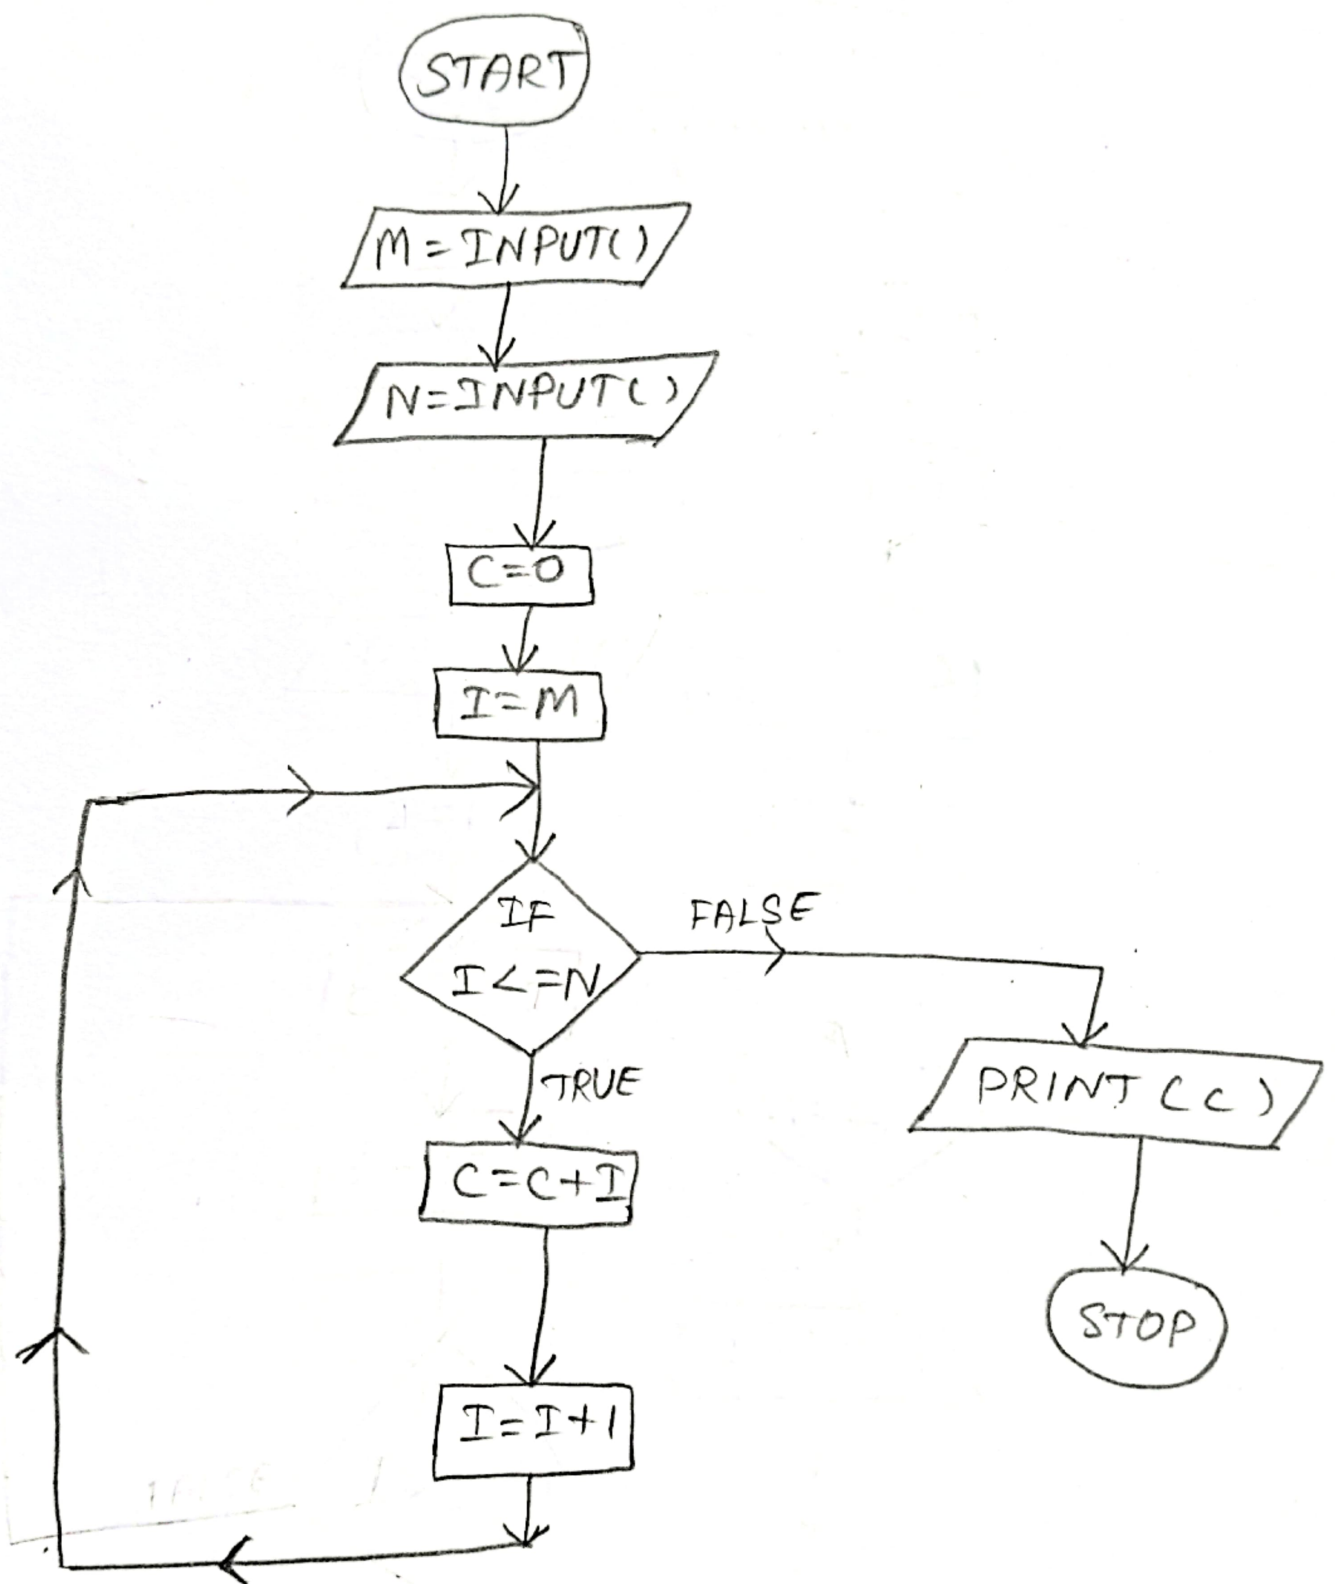 START
M=INPUT()
N=INPUT()
C=0
I=M
IF
I<=N
FALSE
TRUE
PRINT(C)
C=C+I
STOP
I=I+1